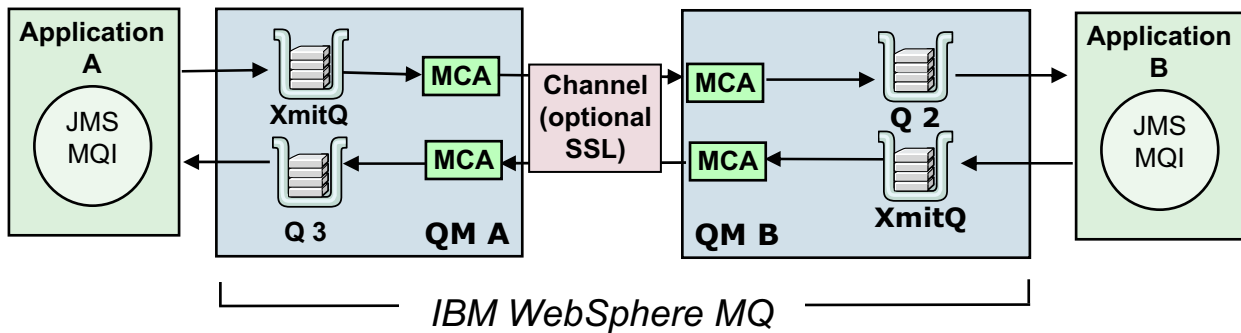 Application
A
JMS
MQI
XmitQ
MCA
Q 3
MCA
QM A
Channel
(optional
SSL)
MCA
Q 2
MCA
XmitQ
QM B
Application
B
JMS
MQI
IBM WebSphere MQ